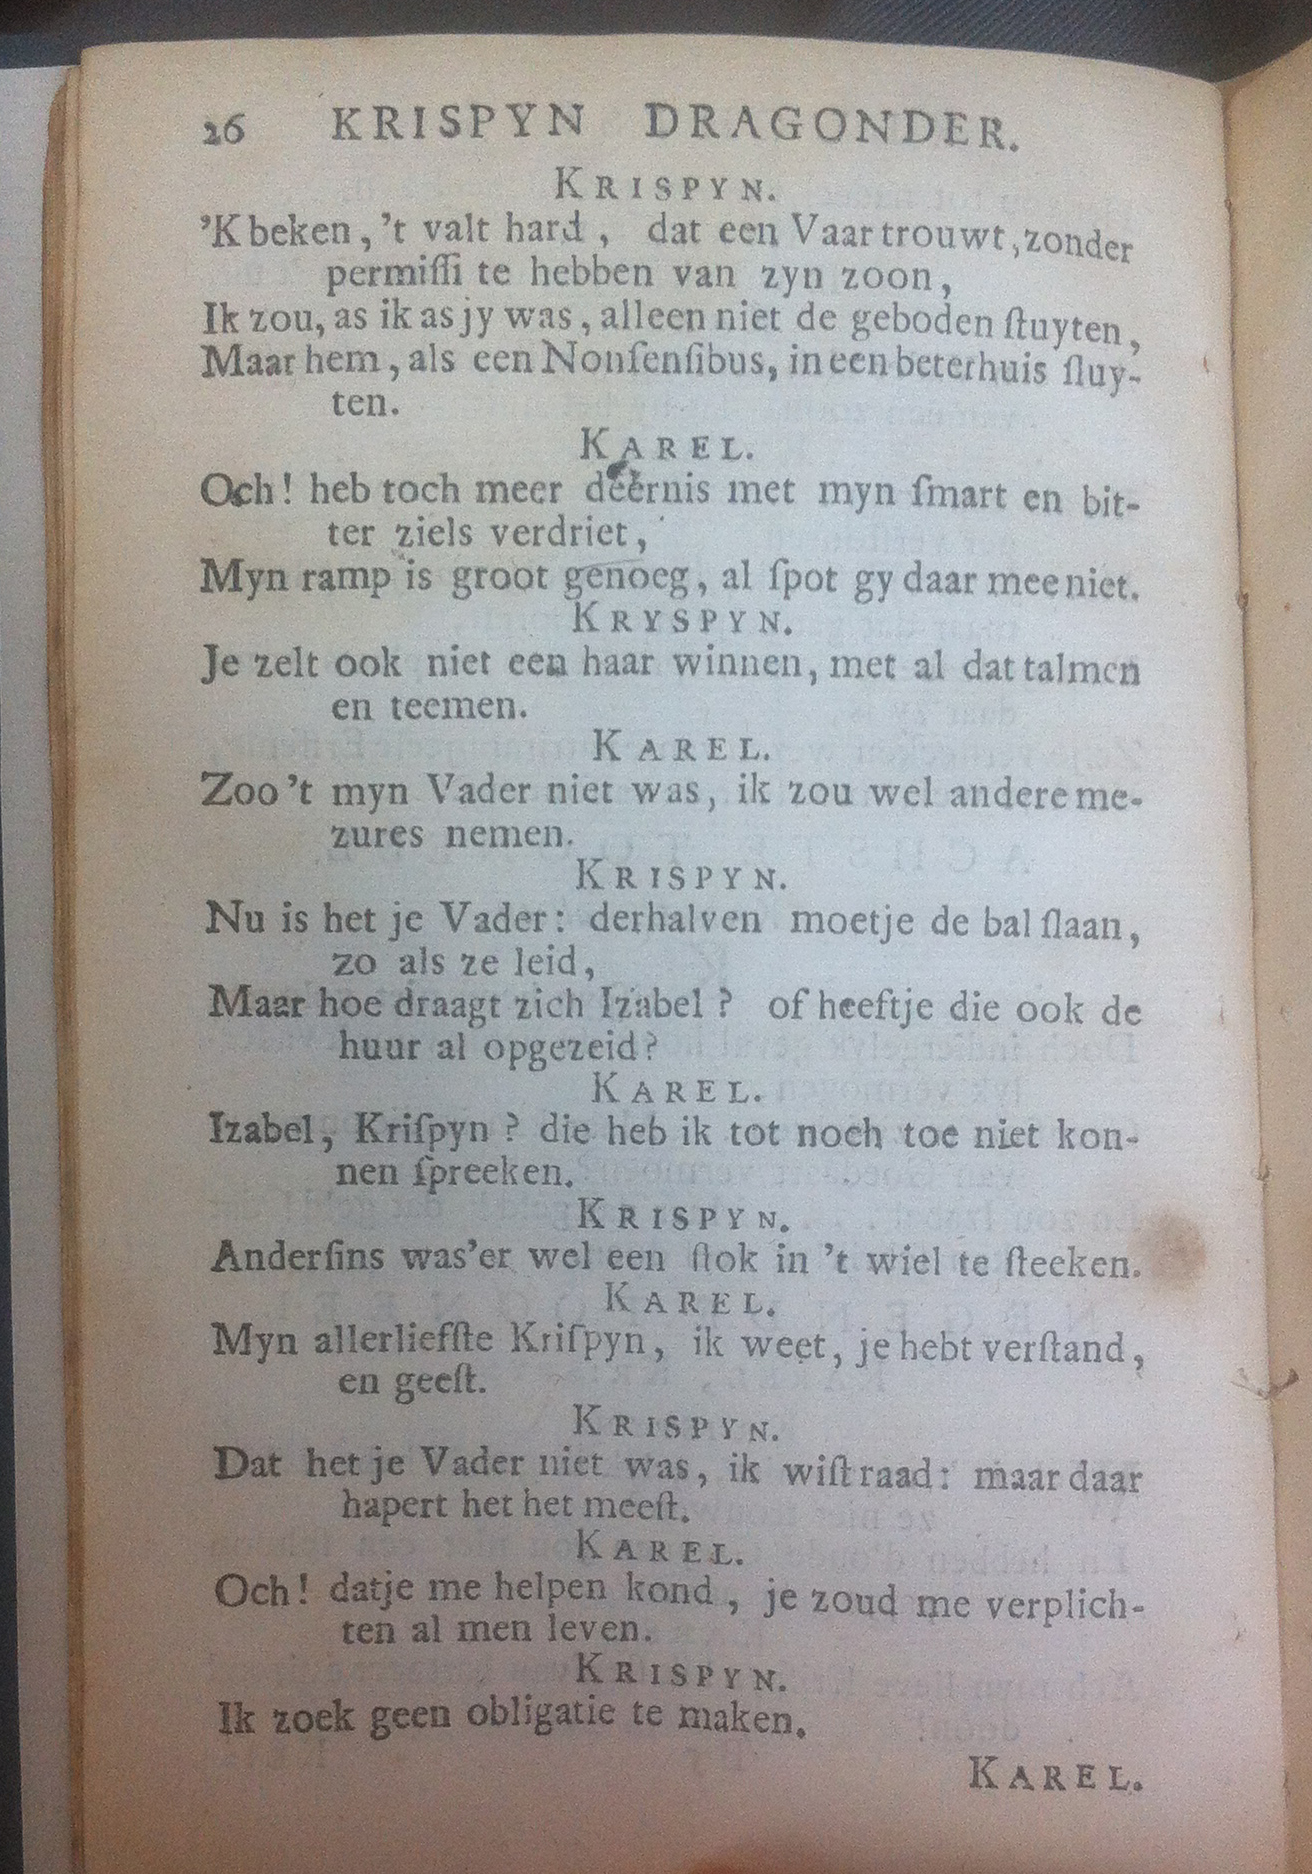 26 KRISPYN DRAGONDER.
KRISPYN.
’K beken, ’t valt hard, dat een Vaar trouwt, zonder
permiſſi te hebben van zyn zoon,
Ik zou, as ik as jy was, alleen niet de geboden ſtuyten,
Maar hem, als een Nonſenſibus, in een beterhuis ſluy-
ten.
KAREL.
Och! heb toch meer deernis met myn ſmart en bit-
ter ziels verdriet,
Myn ramp is groot genoeg, al ſpot gy daar mee niet.
KRYSPYN.
Je zelt ook niet een haar winnen, met al dat talmen
en teemen.
KAREL.
Zoo ’t myn Vader niet was, ik zou wel andere me-
zures nemen.
KRISPYN.
Nu is het je Vader: derhalven moetje de bal ſlaan,
zo als ze leid,
Maar hoe draagt zich Izabel? of heeftje die ook de
huur al opgezeid?
KAREL.
Izabel, Kriſpyn? die heb ik tot noch toe niet kon-
nen ſpreeken.
KRISPYN.
Anderſins was’er wel een ſtok in ’t wiel te ſteeken.
KAREL.
Myn allerliefſte Kriſpyn, ik weet, je hebt verſtand,
en geeſt.
KRISPYN.
Dat het je Vader niet was, ik wiſt raad: maar daar
hapert het het meeſt.
KAREL.
Och! datje me helpen kond, je zoud me verplich-
ten al men leven.
KRISPYN.
Ik zoek geen obligatie te maken.
KAREL.